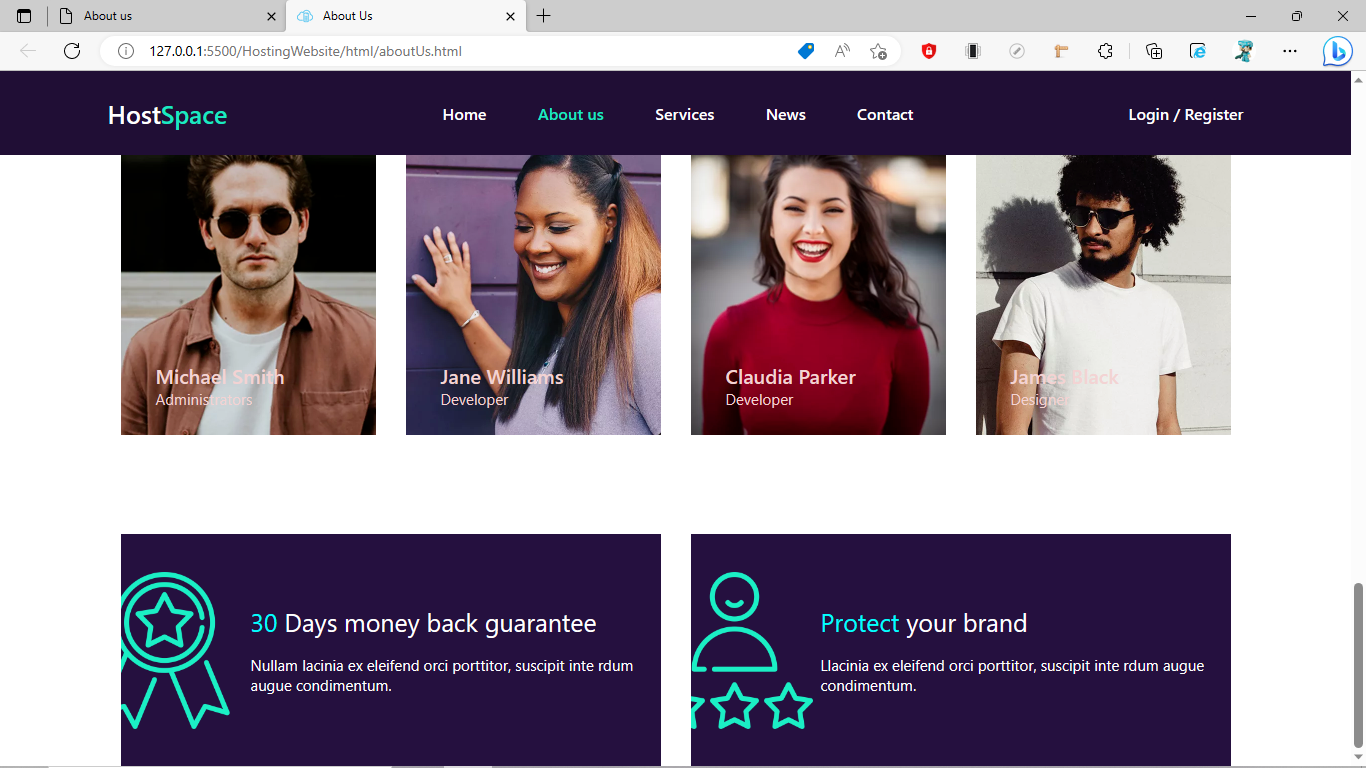 About us
About Us
127.0.0.1:5500/HostingWebsite/html/aboutUs.html
HostSpace
Home
About us
Services
News
Contact
Login / Register
Michael Smith
Administrators
Jane Williams
Developer
Claudia Parker
Developer
James Black
Designer
30 Days money back guarantee
Nullam lacinia ex eleifend orci porttitor, suscipit inte rdum
augue condimentum.
Protect your brand
Llacinia ex eleifend orci porttitor, suscipit inte rdum augue
condimentum.